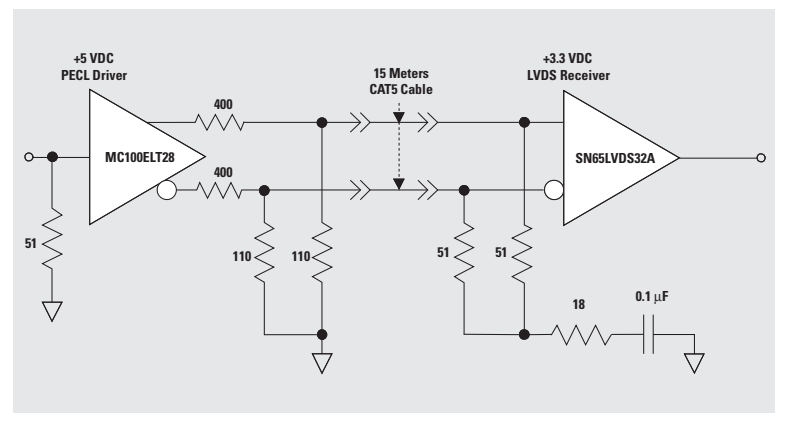 +5 VDC
PECL Driver
400
15 Meters
CAT5 Cable
+3.3 VDC
LVDS Receiver
MC100ELT28
SN65LVDS32A
400
51
110
110
51
51
18
0.1 μF